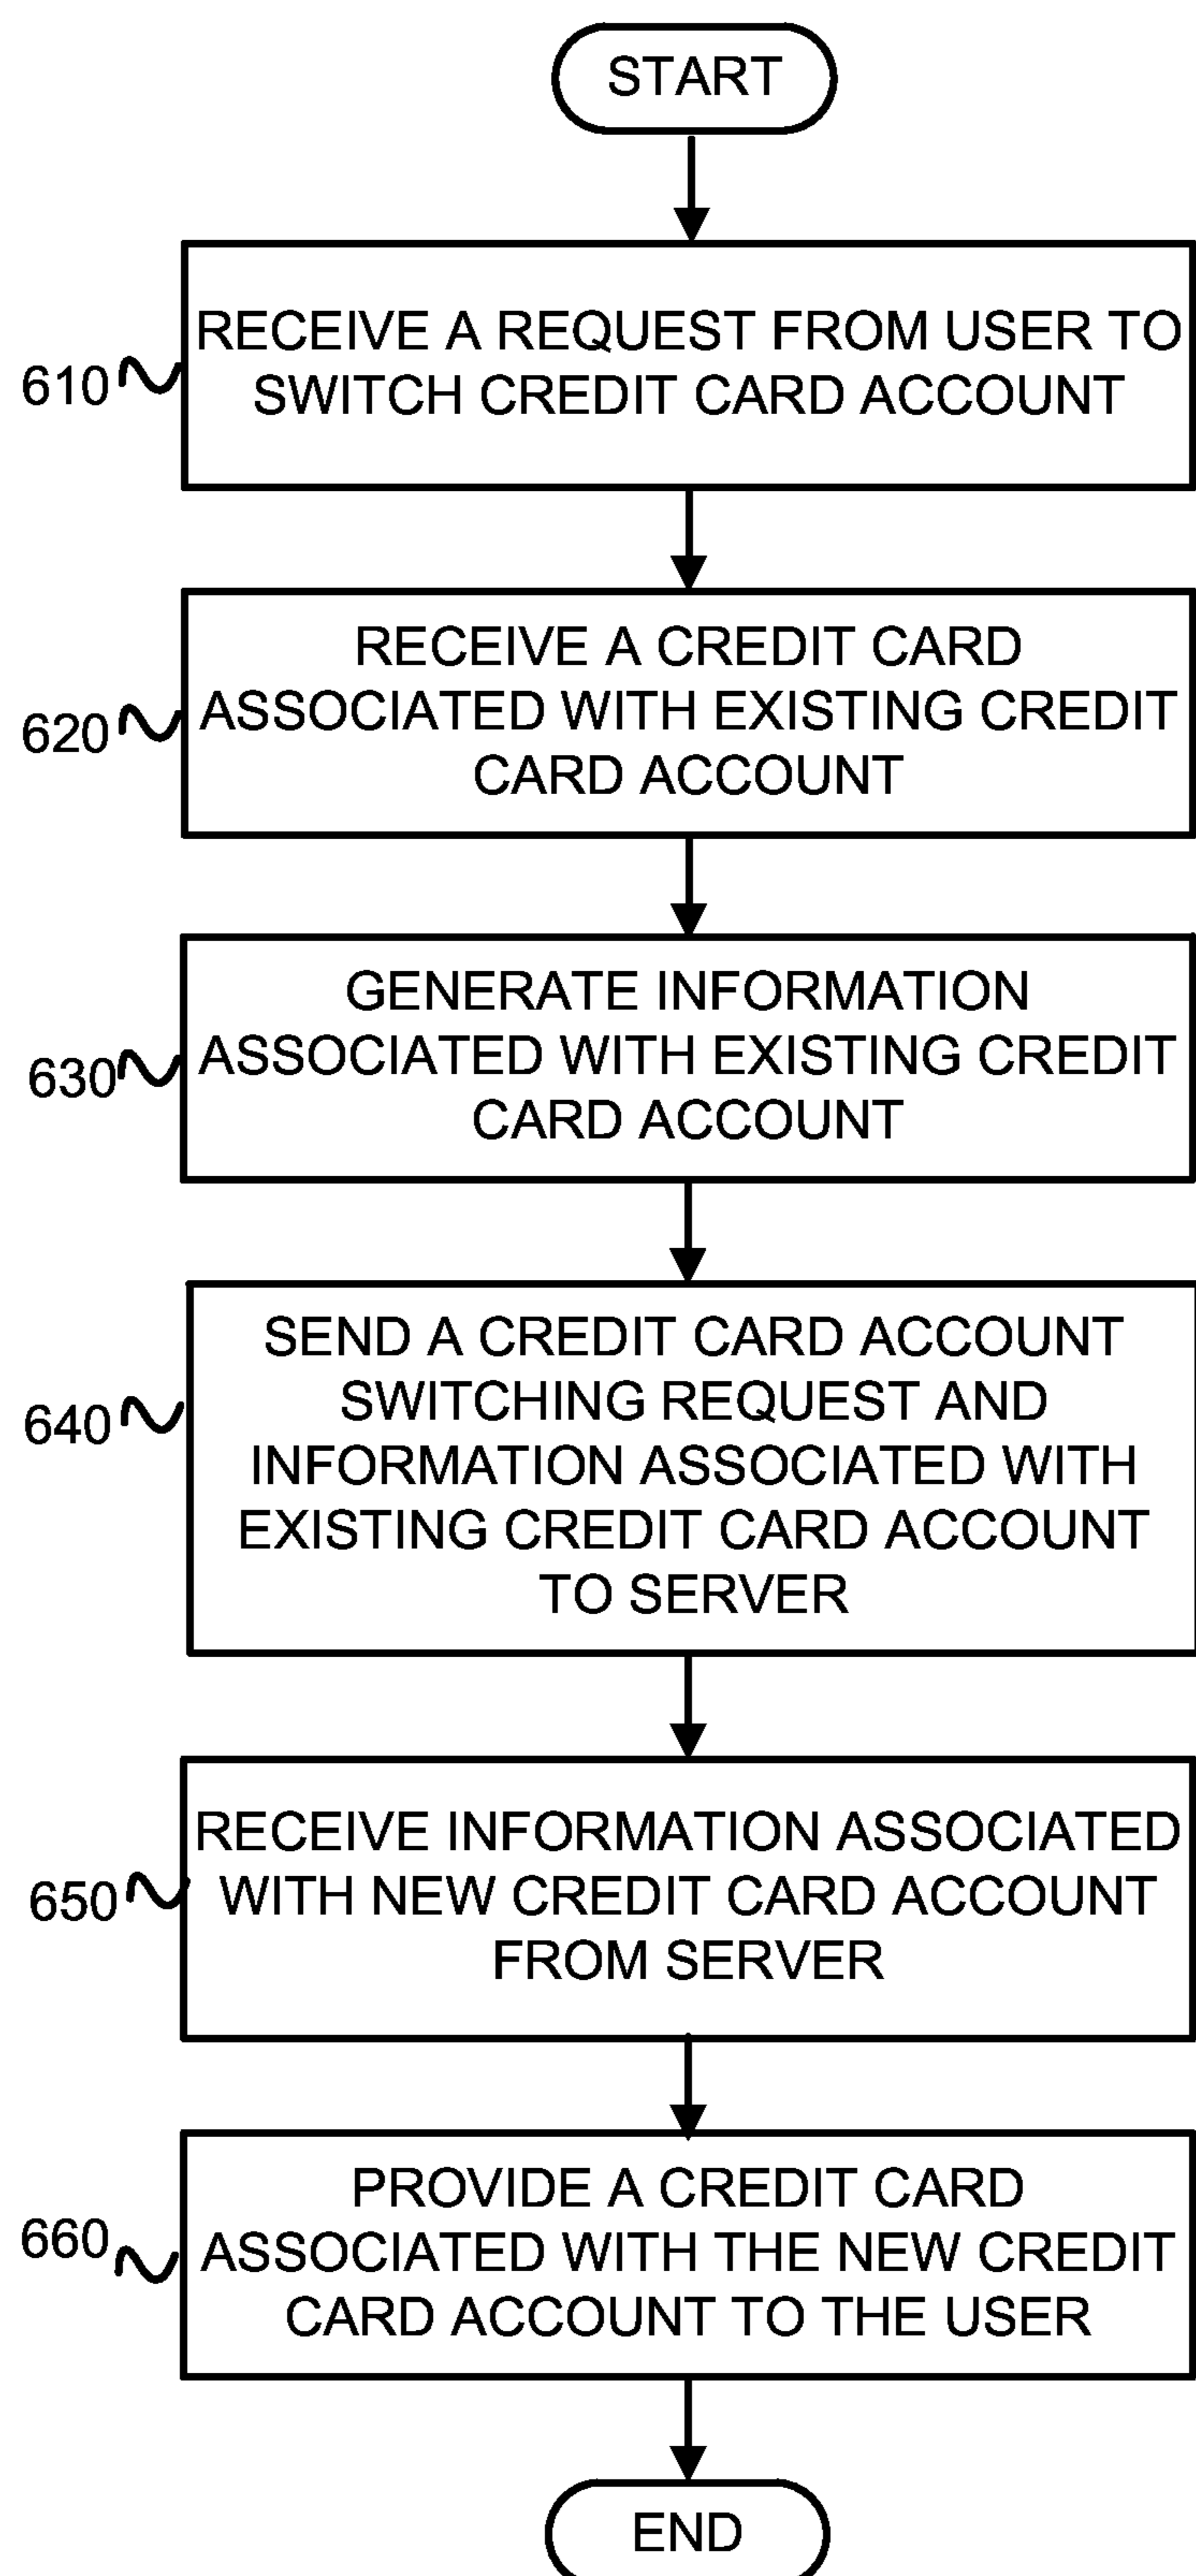 START
610
RECEIVE A REQUEST FROM USER TO
SWITCH CREDIT CARD ACCOUNT
620
RECEIVE A CREDIT CARD
ASSOCIATED WITH EXISTING CREDIT
CARD ACCOUNT
630
GENERATE INFORMATION
ASSOCIATED WITH EXISTING CREDIT
CARD ACCOUNT
640
SEND A CREDIT CARD ACCOUNT
SWITCHING REQUEST AND
INFORMATION ASSOCIATED WITH
EXISTING CREDIT CARD ACCOUNT
TO SERVER
650
RECEIVE INFORMATION ASSOCIATED
WITH NEW CREDIT CARD ACCOUNT
FROM SERVER
660
PROVIDE A CREDIT CARD
ASSOCIATED WITH THE NEW CREDIT
CARD ACCOUNT TO THE USER
END